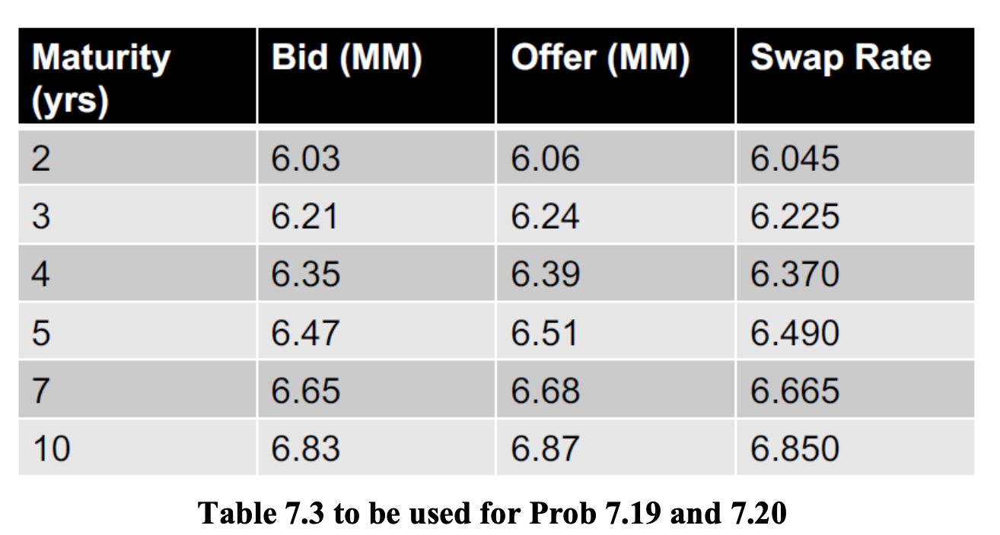 Maturity (yrs) Bid (MM) Offer (MM) Swap Rate
2 6.03 6.06 6.045
3 6.21 6.24 6.225
4 6.35 6.39 6.370
5 6.47 6.51 6.490
7 6.65 6.68 6.665
10 6.83 6.87 6.850
Table 7.3 to be used for Prob 7.19 and 7.20